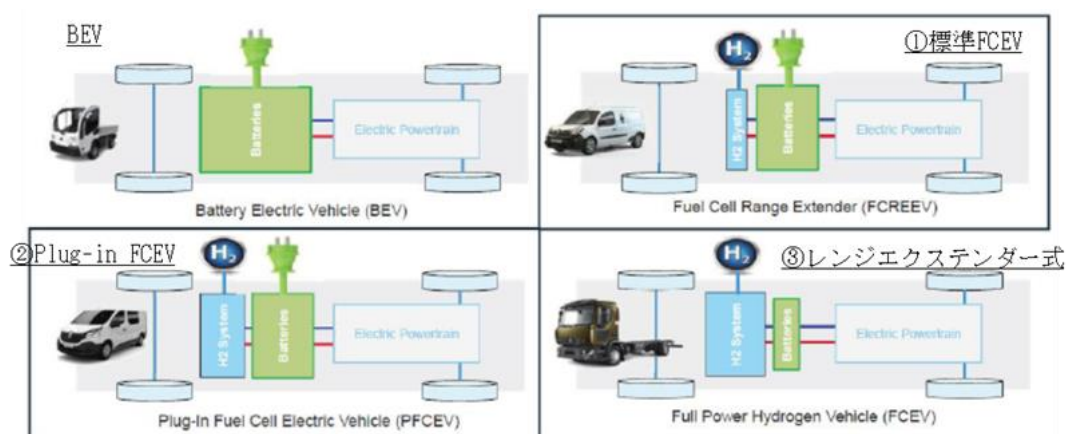 BEV
Batteries
Electric Powertrain
Battery Electric Vehicle (BEV)
①標準FCEV
H₂
H2 System
Batteries
Electric Powertrain
Fuel Cell Range Extender (FCREEV)
②Plug-in FCEV
H₂
H2 System
Batteries
Electric Powertrain
Plug-In Fuel Cell Electric Vehicle (PFCEV)
③レンジエクステンダー式
H₂
H2 System
Batteries
Electric Powertrain
Full Power Hydrogen Vehicle (FCEV)